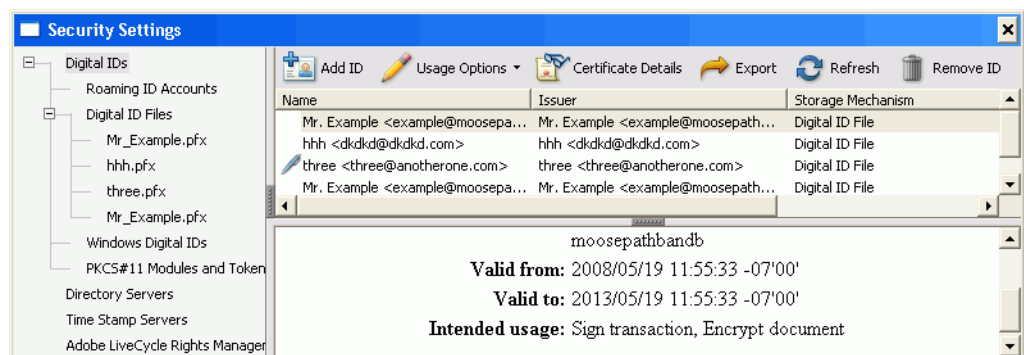 Security Settings
Digital IDs
Roaming ID Accounts
Digital ID Files
Mr_Example.pfx
hhh.pfx
three.pfx
Mr_Example.pfx
Windows Digital IDs
PKCS#11 Modules and Token
Directory Servers
Time Stamp Servers
Adobe LiveCycle Rights Manager
Add ID Usage Options Certificate Details Export Refresh Remove ID
Name Issuer Storage Mechanism
Mr. Example <example@moosepa... Mr. Example <example@moosepath... Digital ID File
hhh <dkdkd@dkdkd.com> hhh <dkdkd@dkdkd.com> Digital ID File
three <three@anotherone.com> three <three@anotherone.com> Digital ID File
Mr. Example <example@moosepa... Mr. Example <example@moosepath... Digital ID File
moosepathbandb
Valid from: 2008/05/19 11:55:33 -07'00'
Valid to: 2013/05/19 11:55:33 -07'00'
Intended usage: Sign transaction, Encrypt document